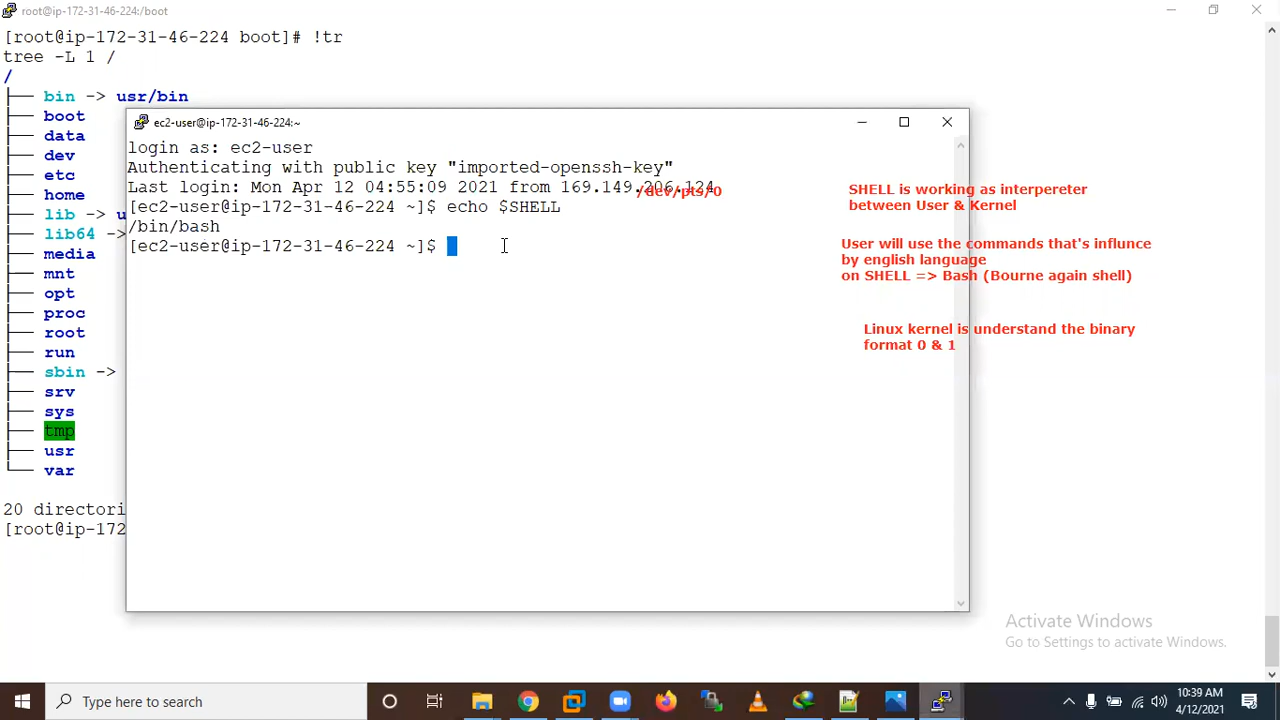 root@ip-172-31-46-224:/boot
[root@ip-172-31-46-224 boot]# !tr
tree -L 1 /
/
├── bin -> usr/bin
├── boot
├── data
├── dev
├── etc
├── home
├── lib -> u
├── lib64 ->
├── media
├── mnt
├── opt
├── proc
├── root
├── run
├── sbin ->
├── srv
├── sys
├── tmp
├── usr
└── var
20 directori
[root@ip-172
ec2-user@ip-172-31-46-224:~
login as: ec2-user
Authenticating with public key "imported-openssh-key"
Last login: Mon Apr 12 04:55:09 2021 from 169.149.206.124
/dev/pts/0
[ec2-user@ip-172-31-46-224 ~]$ echo $SHELL
/bin/bash
[ec2-user@ip-172-31-46-224 ~]$
SHELL is working as interpereter
between User & Kernel
User will use the commands that's influnce
by english language
on SHELL => Bash (Bourne again shell)
Linux kernel is understand the binary
format 0 & 1
Activate Windows
Go to Settings to activate Windows.
Type here to search
10:39 AM
4/12/2021